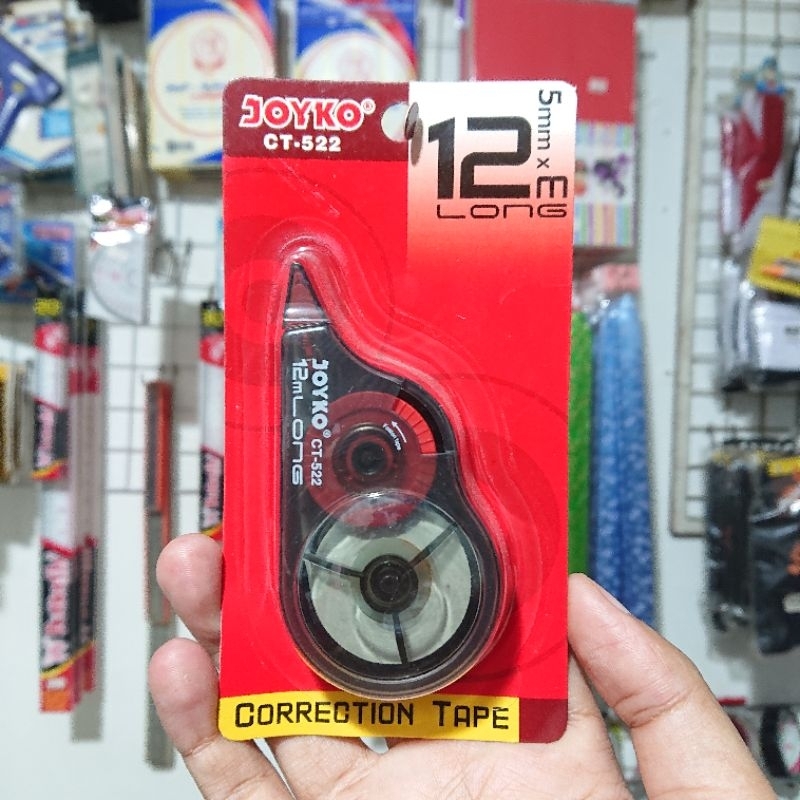 JOYKO®
CT-522
12
5mm x m
LONG
JOYKO®
CT-522
12m LONG
CORRECTION TAPE